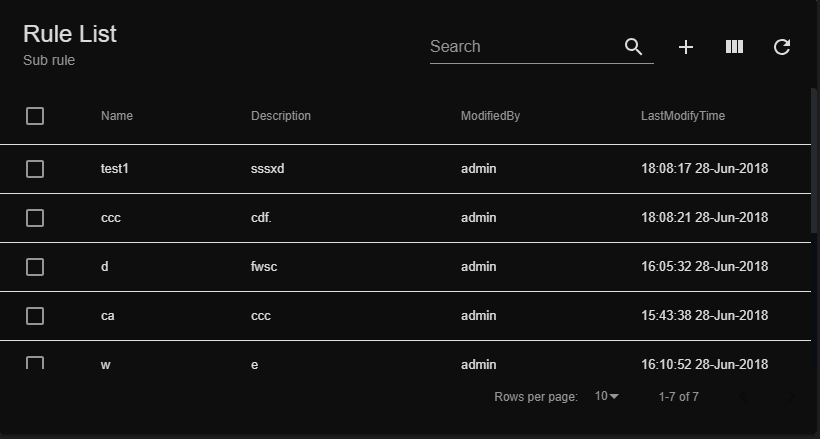 Rule List
Sub rule
Search
Name Description ModifiedBy LastModifyTime
test1 sssxd admin 18:08:17 28-Jun-2018
ccc cdf. admin 18:08:21 28-Jun-2018
d fwsc admin 16:05:32 28-Jun-2018
ca ccc admin 15:43:38 28-Jun-2018
w e admin 16:10:52 28-Jun-2018
Rows per page: 10 1-7 of 7